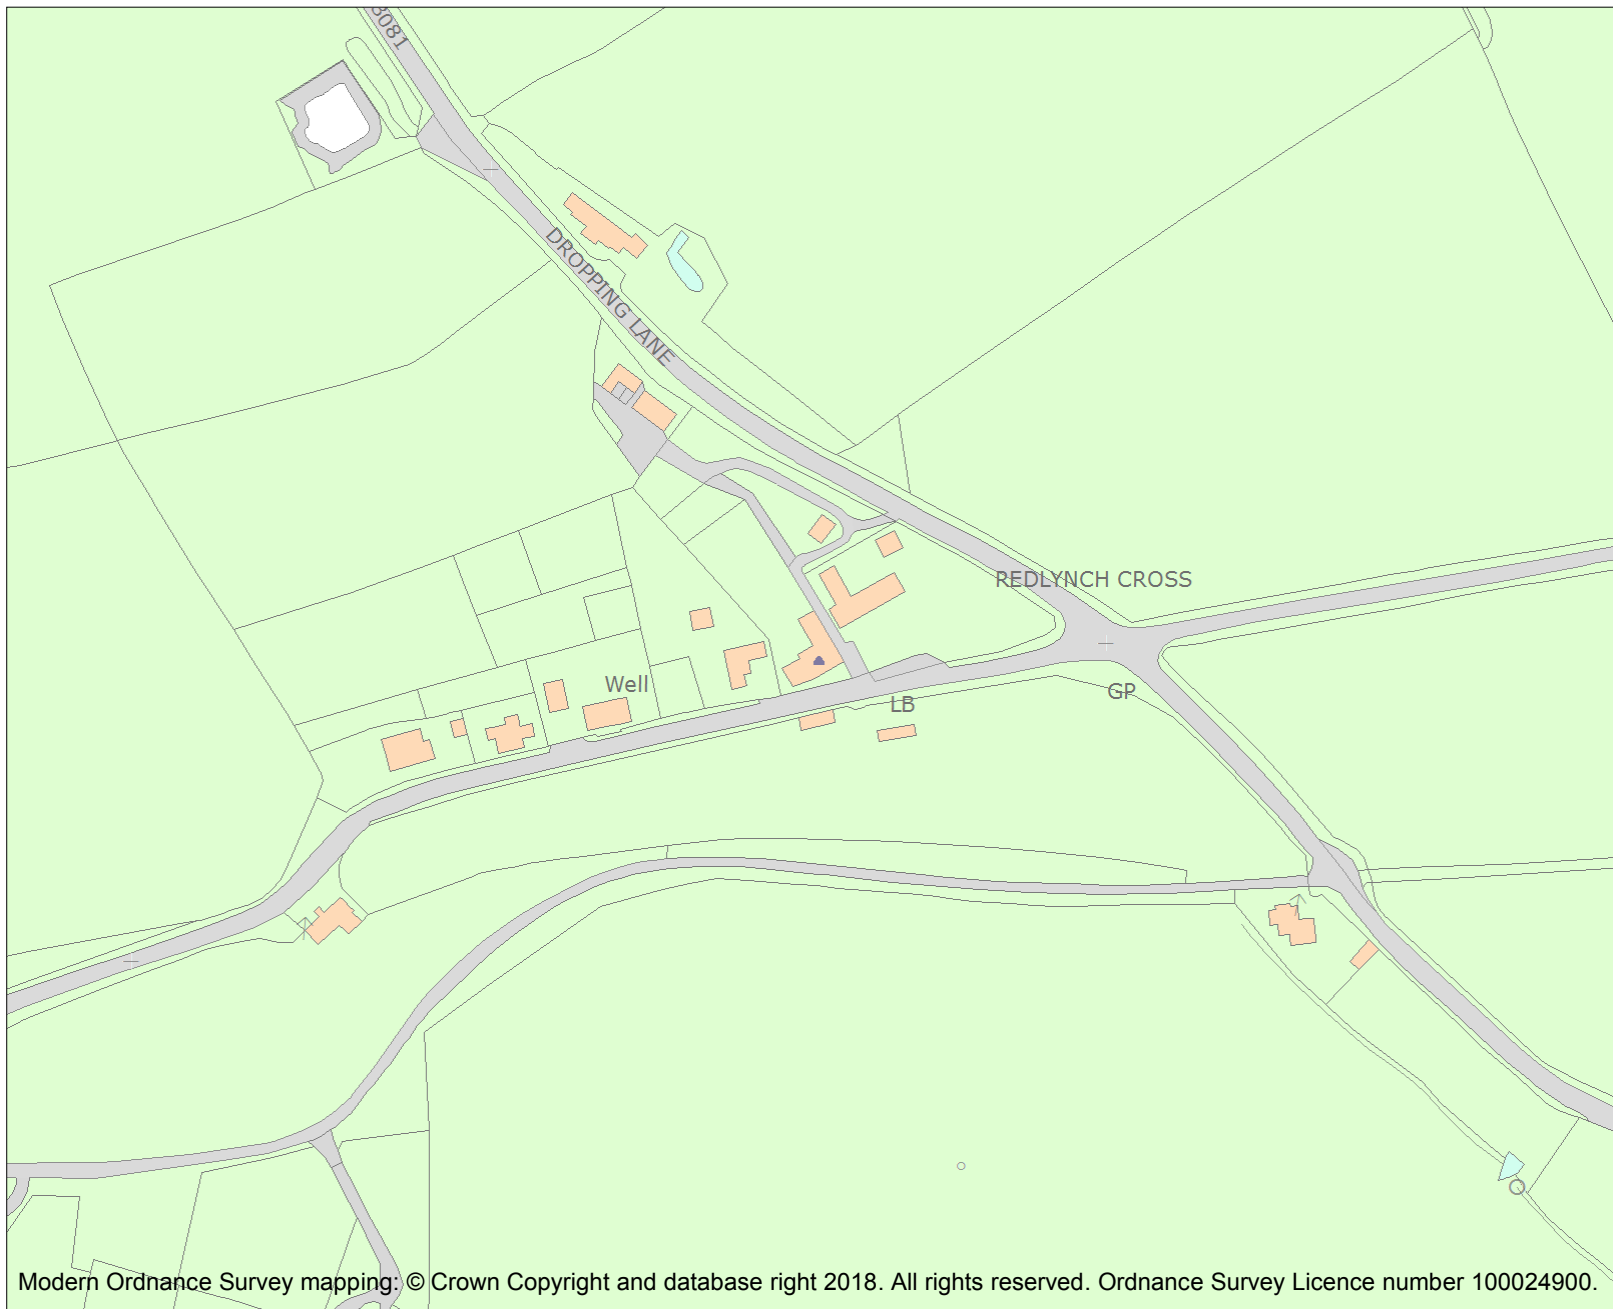 3081
DROPPING LANE
REDLYNCH CROSS
Well
GP
LB
Modern Ordnance Survey mapping: © Crown Copyright and database right 2018. All rights reserved. Ordnance Survey Licence number 100024900.